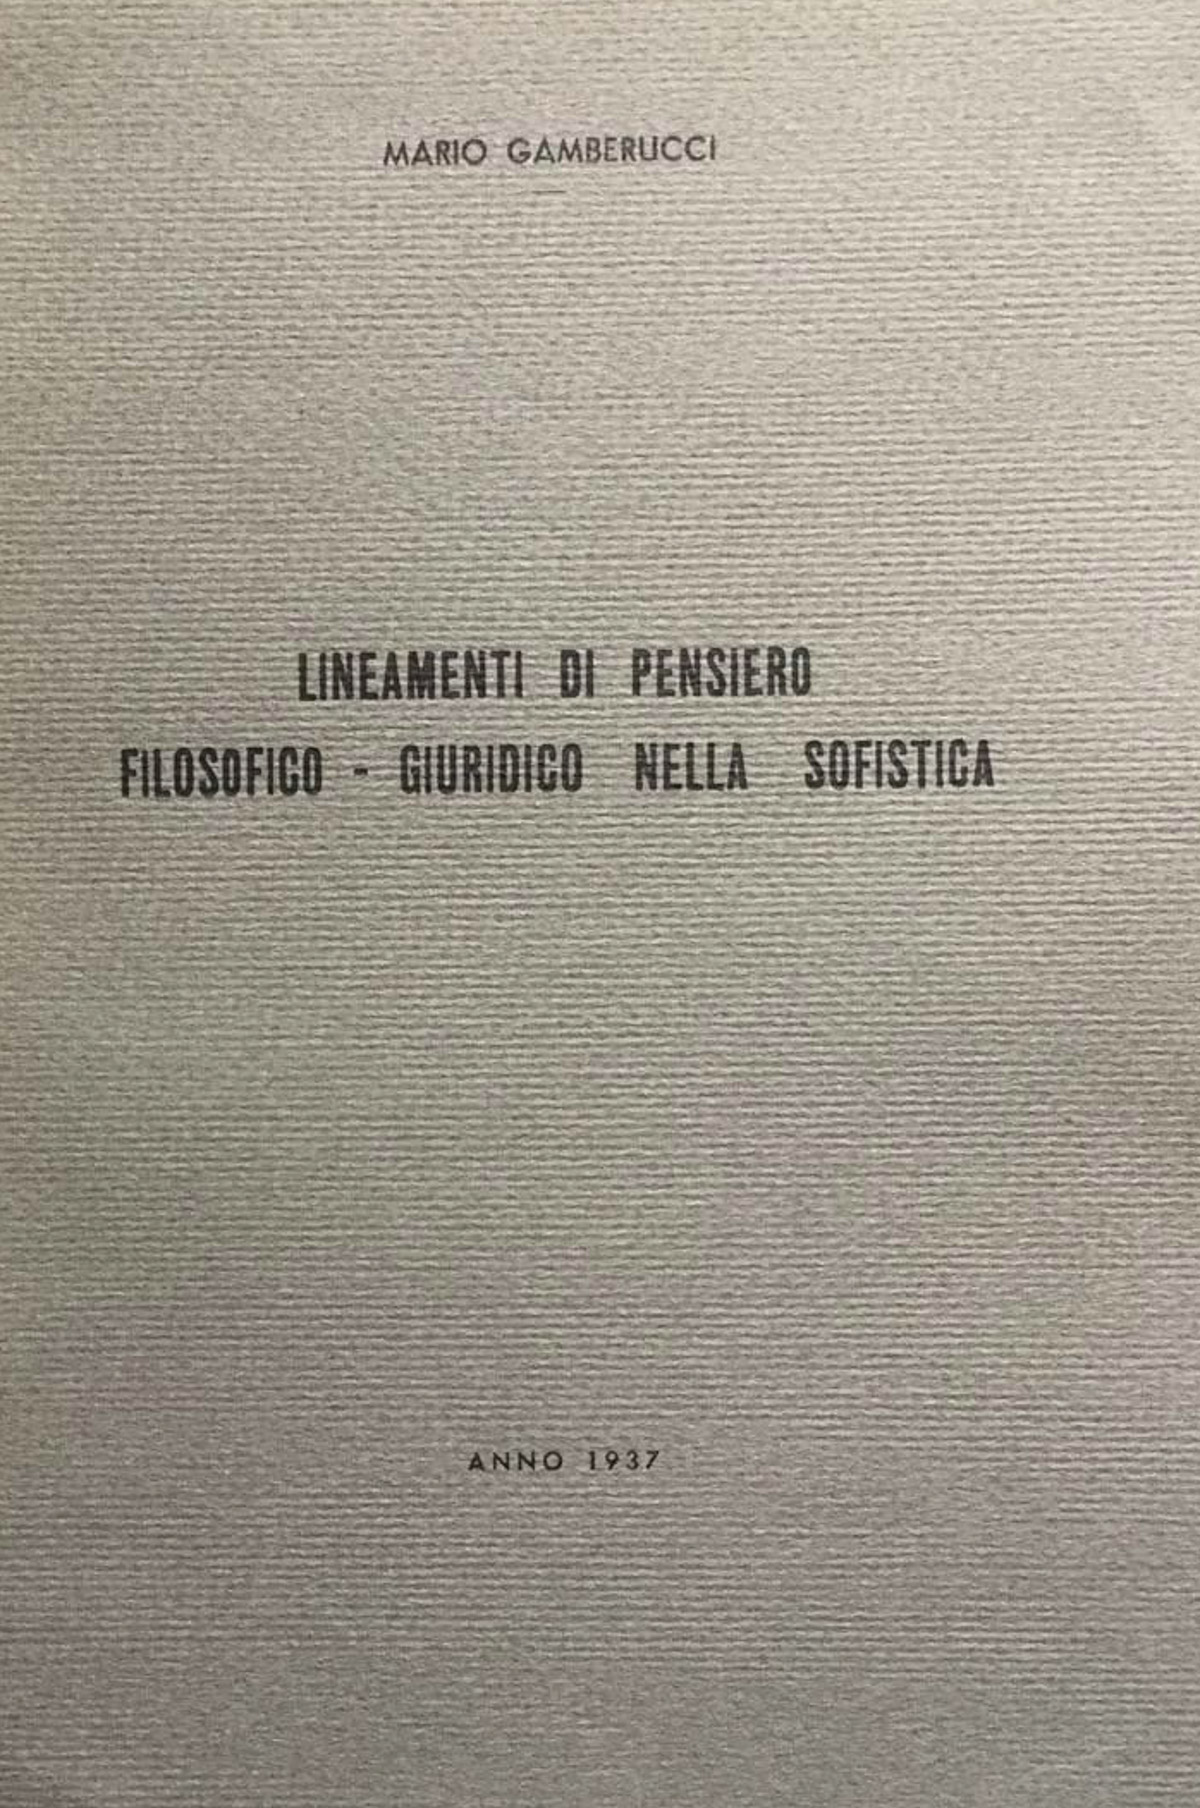 MARIO GAMBERUCCI
LINEAMENTI DI PENSIERO
FILOSOFICO - GIURIDICO NELLA SOFISTICA
ANNO 1937